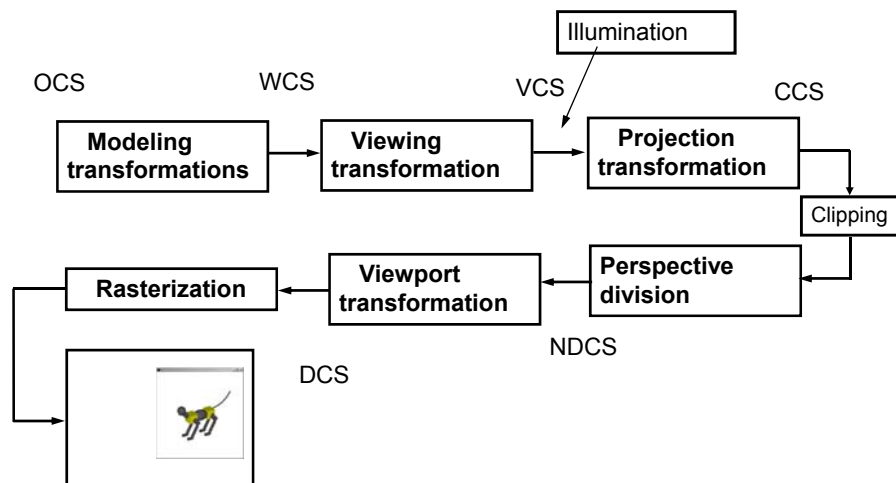 Illumination
OCS
WCS
VCS
CCS
Modeling
transformations
Viewing
transformation
Projection
transformation
Clipping
Rasterization
Viewport
transformation
Perspective
division
DCS
NDCS